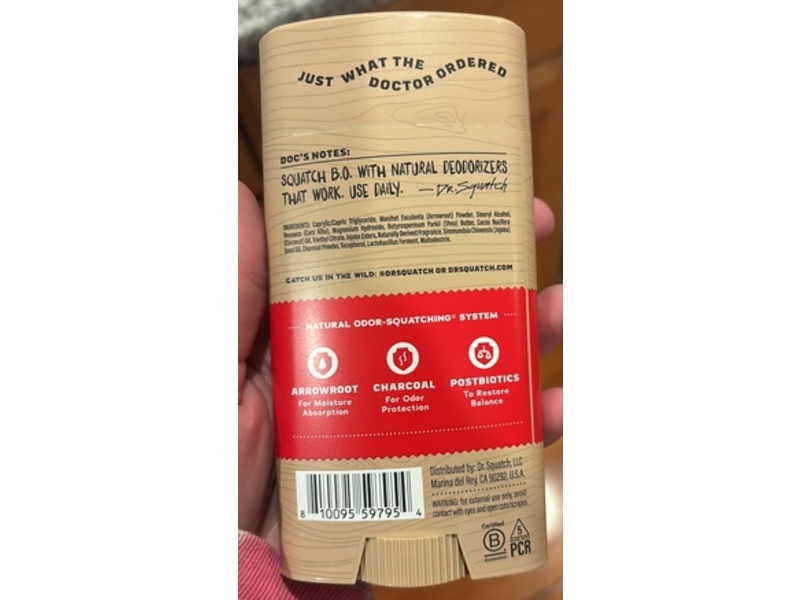 JUST WHAT THE
DOCTOR ORDERED
DOC'S NOTES:
SQUATCH B.O. WITH NATURAL DEODORIZERS
THAT WORK. USE DAILY. —Dr. Squatch
INGREDIENTS: Caprylic/Capric Triglyceride, Manihot Esculenta (Arrowroot) Powder, Stearyl Alcohol,
Beeswax (Cera Alba), Magnesium Hydroxide, Butyrospermum Parkii (Shea) Butter, Cocos Nucifera
(Coconut) Oil, Triethyl Citrate, Jojoba Esters, Naturally Derived Fragrance, Simmondsia Chinensis (Jojoba)
Seed Oil, Charcoal Powder, Tocopherol, Lactobacillus Ferment, Maltodextrin.
CATCH US IN THE WILD: @DRSQUATCH OR DRSQUATCH.COM
NATURAL ODOR-SQUATCHING® SYSTEM
ARROWROOT
For Moisture
Absorption
CHARCOAL
For Odor
Protection
POSTBIOTICS
To Restore
Balance
8 10095 59795 4
Distributed by: Dr. Squatch, LLC
Marina del Rey, CA 90292, U.S.A.
WARNING: for external use only, avoid
contact with eyes and open cuts/scrapes.
Certified
B
Corporation
5
PCR